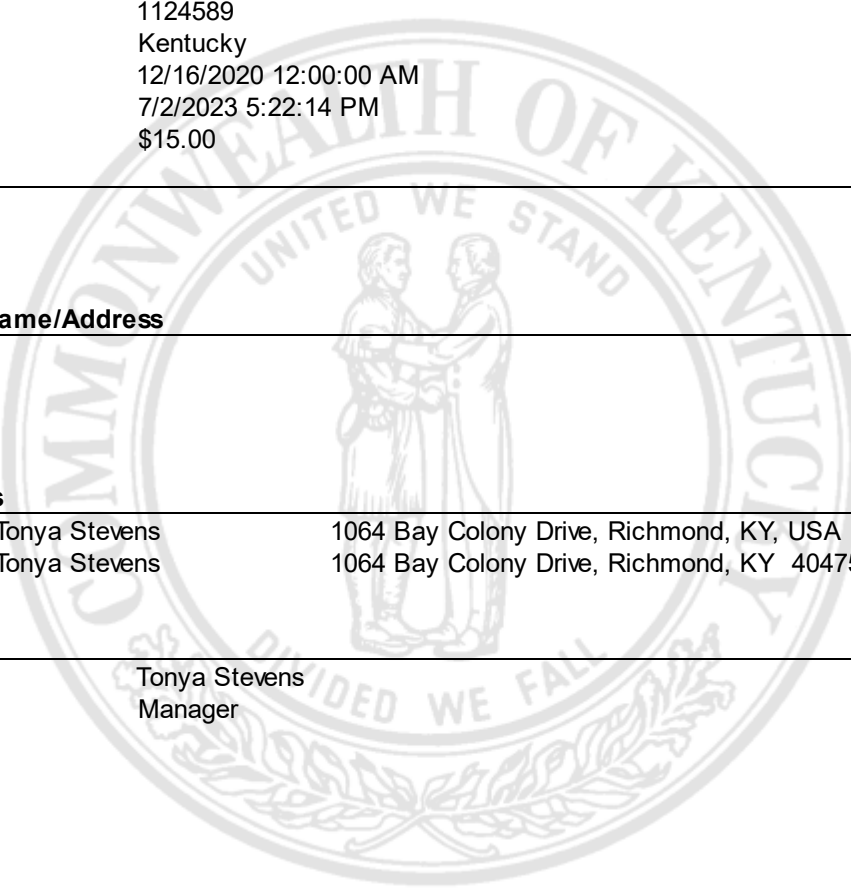 1124589
Kentucky
12/16/2020 12:00:00 AM
7/2/2023 5:22:14 PM
$15.00
COMMONWEALTH OF KENTUCKY
UNITED WE STAND
ame/Address
s
Tonya Stevens 1064 Bay Colony Drive, Richmond, KY, USA
Tonya Stevens 1064 Bay Colony Drive, Richmond, KY 40475
Tonya Stevens
Manager
DIVIDED WE FALL